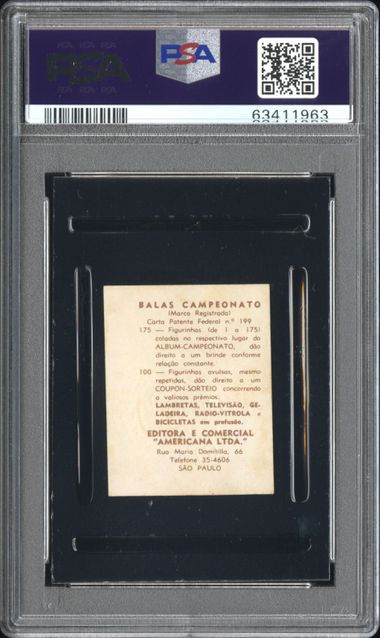 PSA
PSA
63411963
BALAS CAMPEONATO
(Marca Registrada)
Carta Patente Federal n.º 199
175 — Figurinhas (de 1 a 175)
coladas no respectivo lugar do
ALBUM-CAMPEONATO, dão
direito a um brinde conforme
relação constante.
100 — Figurinhas avulsas, mesmo
repetidas, dão direito a um
COUPON-SORTEIO concorrendo
a valiosos prêmios.
LAMBRETAS, TELEVISÃO, GE-
LADEIRA, RADIO-VITROLA e
BICICLETAS em profusão.
EDITORA E COMERCIAL
"AMERICANA LTDA."
Rua Maria Domitilla, 66
Telefone 35-4606
SÃO PAULO